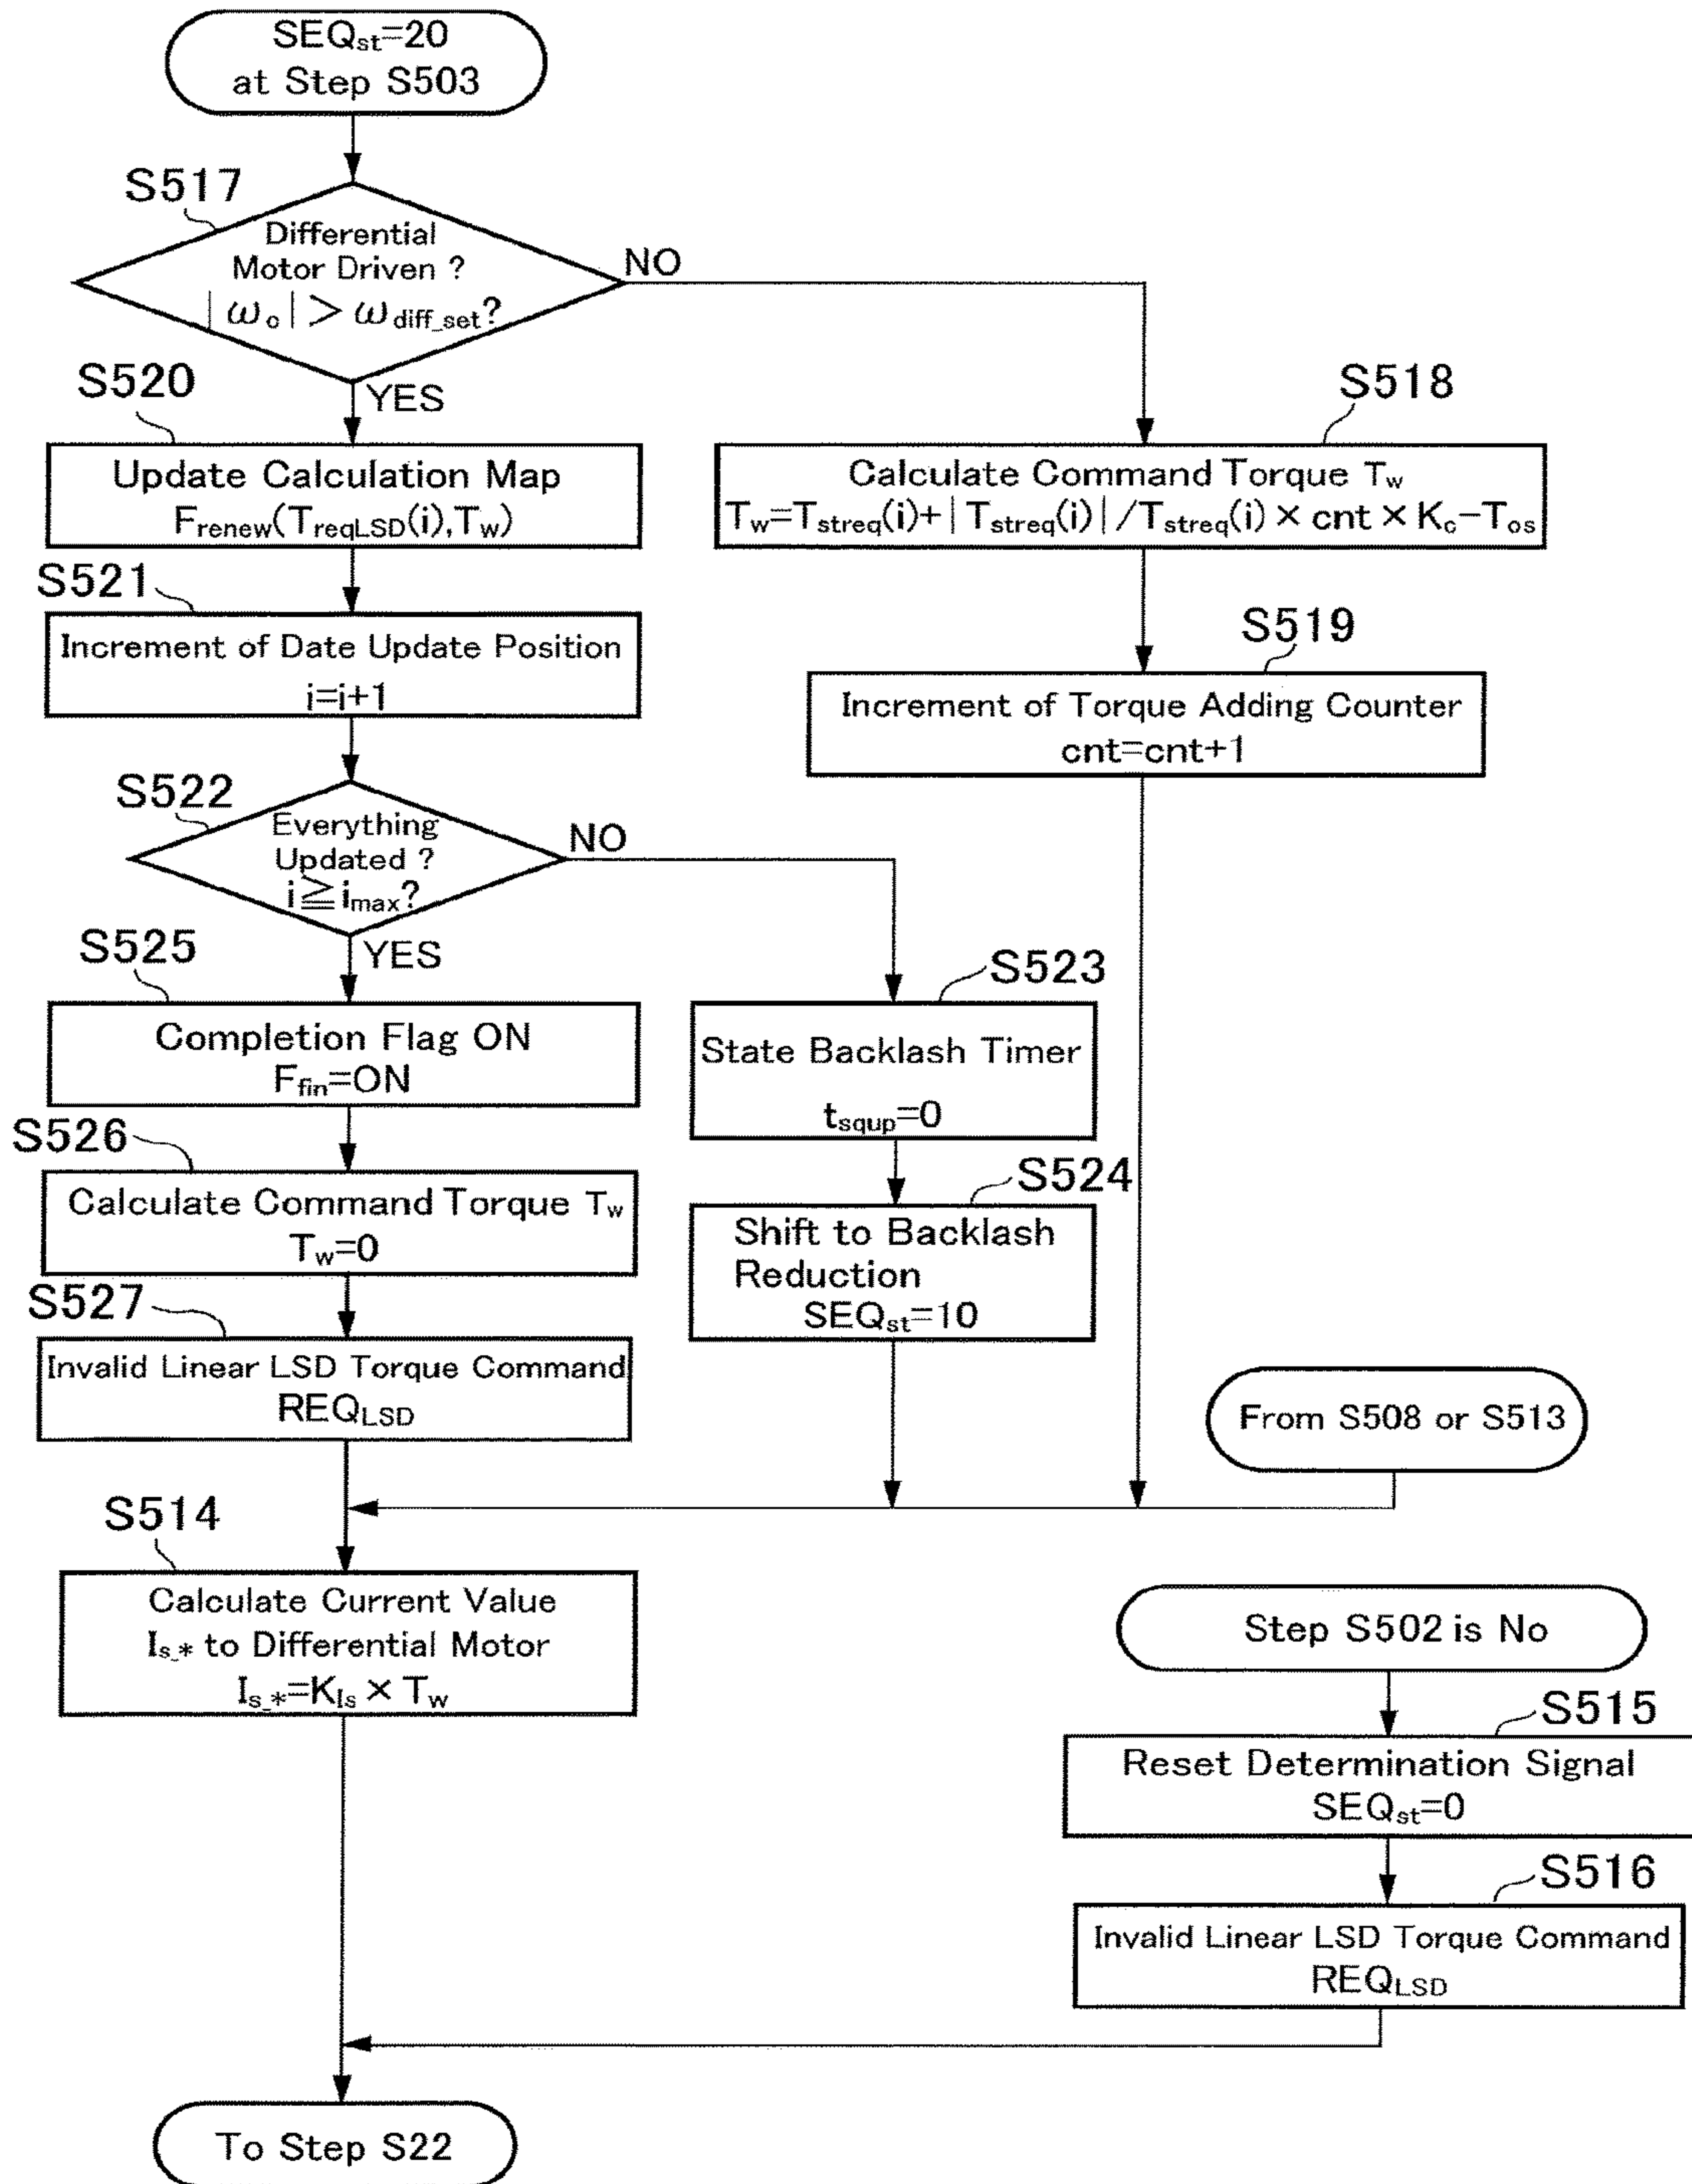 SEQst=20
at Step S503
S517
Differential
Motor Driven ?
|ωc| > ωdiff_set?
NO
YES
S520
Update Calculation Map
Frenew(TreqLSD(i),Tw)
S518
Calculate Command Torque Tw
Tw=Tstreq(i)+|Tstreq(i)|/Tstreq(i)×cnt×Kc−Tos
S521
Increment of Date Update Position
i=i+1
S519
Increment of Torque Adding Counter
cnt=cnt+1
S522
Everything
Updated ?
i≧imax?
NO
YES
S525
Completion Flag ON
Ffin=ON
S523
State Backlash Timer
tsqup=0
S526
Calculate Command Torque Tw
Tw=0
S524
Shift to Backlash
Reduction
SEQst=10
S527
Invalid Linear LSD Torque Command
REQLSD
From S508 or S513
S514
Calculate Current Value
Is_* to Differential Motor
Is_*=KIs×Tw
Step S502 is No
S515
Reset Determination Signal
SEQst=0
S516
Invalid Linear LSD Torque Command
REQLSD
To Step S22